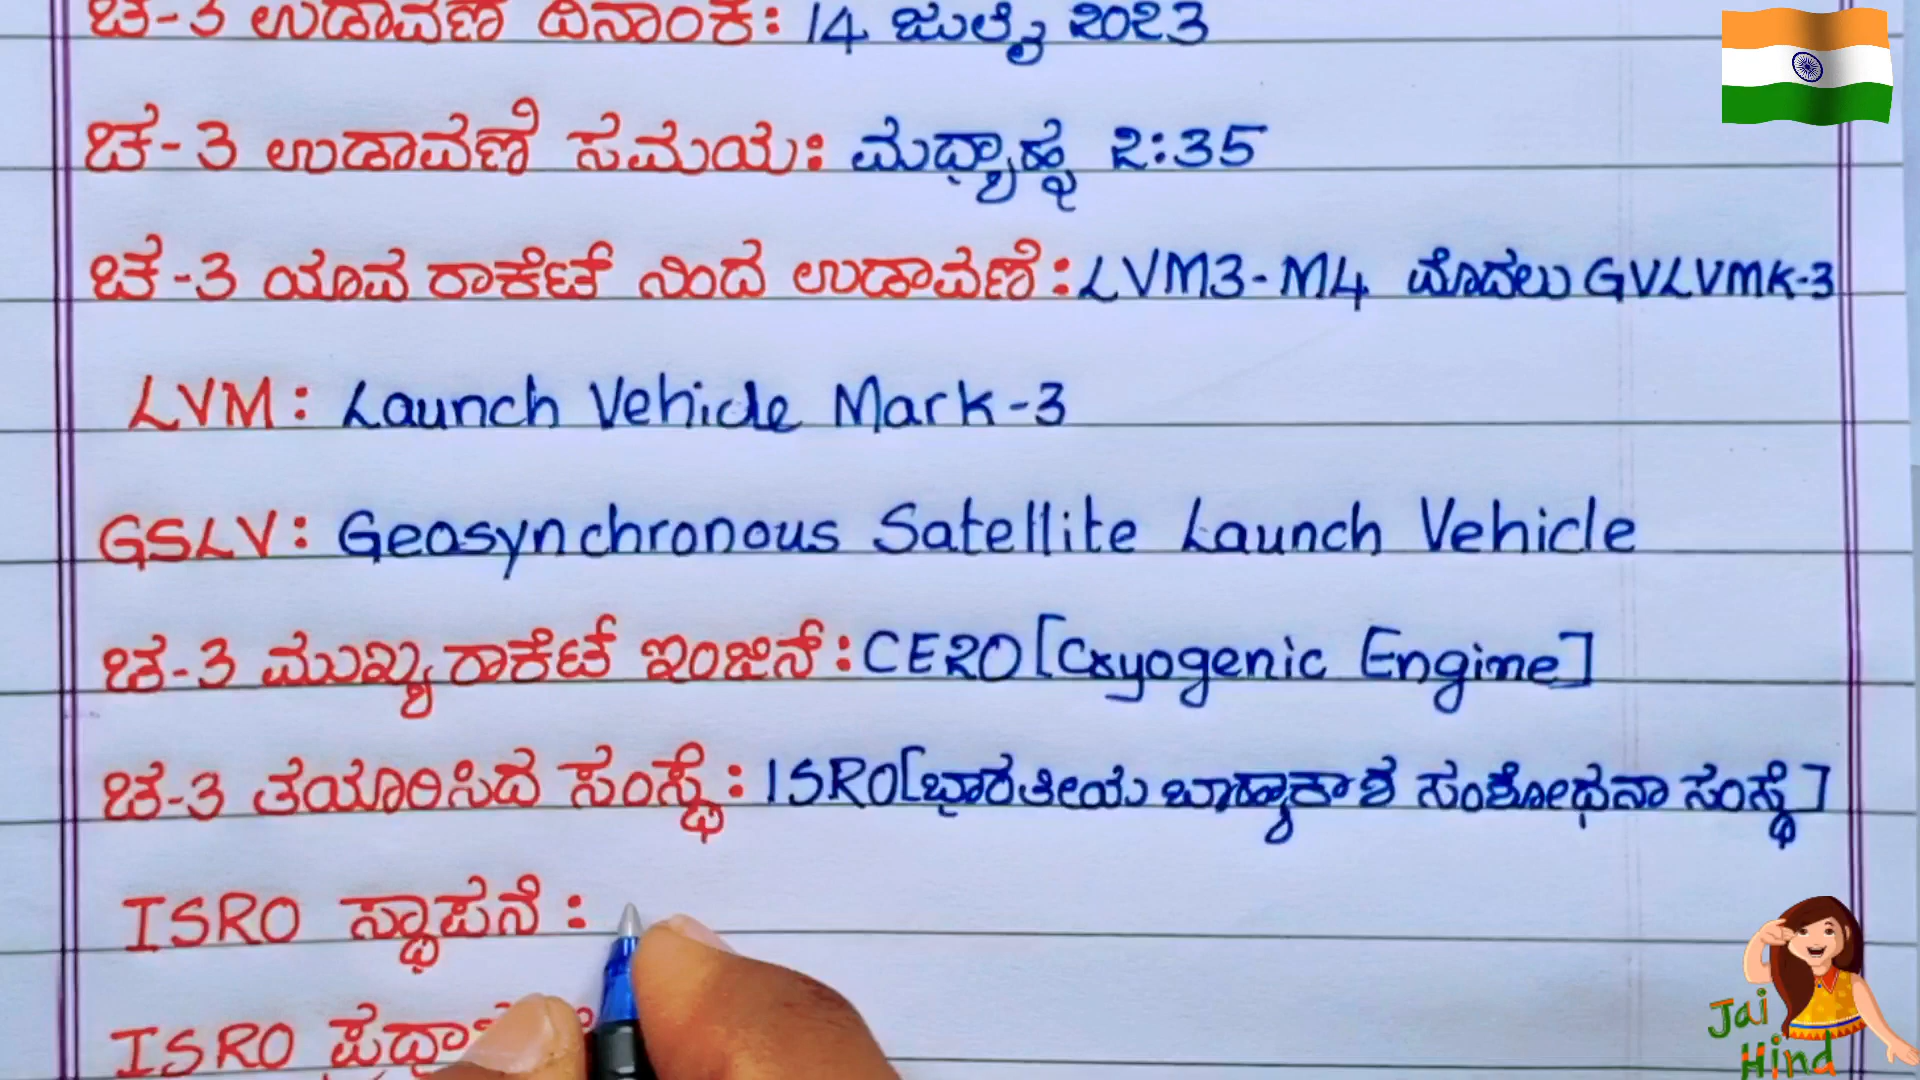 ಚ-3 ಉಡಾವಣೆ ದಿನಾಂಕ: 14 ಜುಲೈ 2023
ಚ-3 ಉಡಾವಣೆ ಸಮಯ: ಮಧ್ಯಾಹ್ನ 2:35
ಚ-3 ಯಾವ ರಾಕೆಟ್ ನಿಂದ ಉಡಾವಣೆ: LVM3-M4 ಮೊದಲು GVLVMK-3
LVM: Launch Vehicle Mark-3
GSLV: Geosynchronous Satellite Launch Vehicle
ಚ-3 ಮುಖ್ಯ ರಾಕೆಟ್ ಇಂಜಿನ್: CE20 [Cryogenic Engine]
ಚ-3 ತಯಾರಿಸಿದ ಸಂಸ್ಥೆ: ISRO [ಭಾರತೀಯ ಬಾಹ್ಯಾಕಾಶ ಸಂಶೋಧನಾ ಸಂಸ್ಥೆ]
ISRO ಸ್ಥಾಪನೆ:
ISRO
Jai Hind